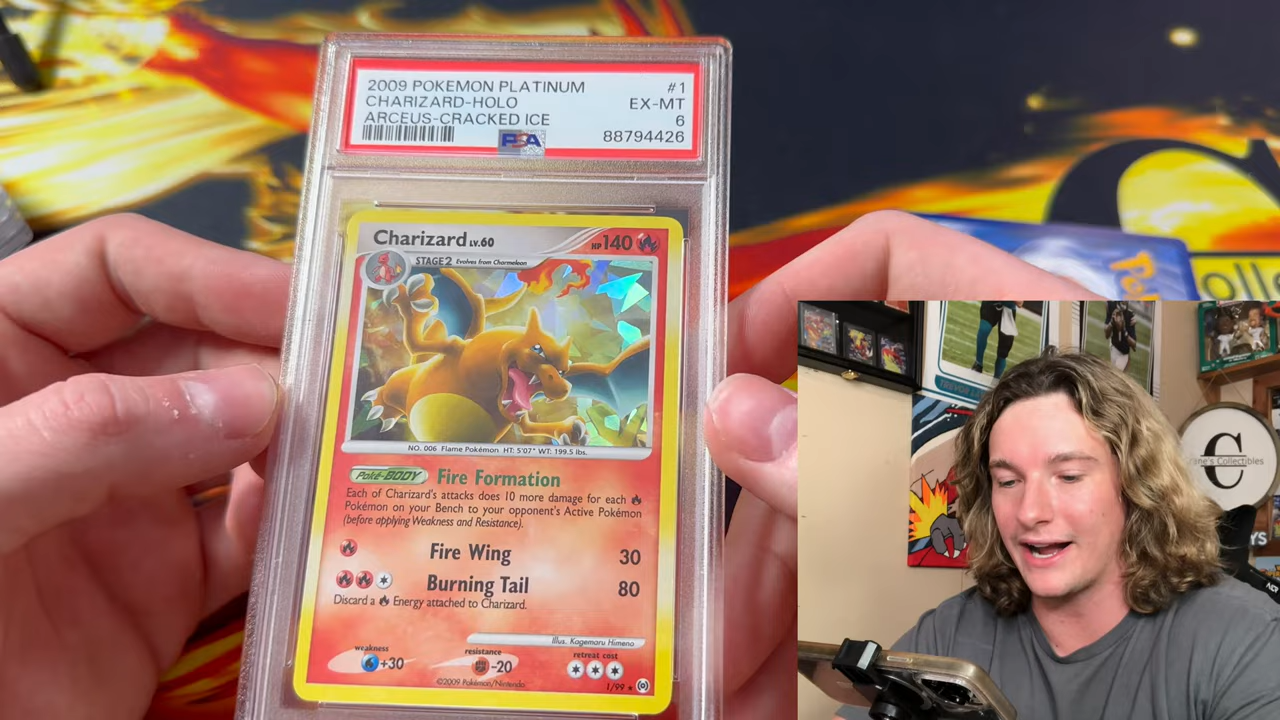 2009 POKEMON PLATINUM #1
CHARIZARD-HOLO EX-MT
ARCEUS-CRACKED ICE 6
PSA 88794426
Charizard LV.60 HP 140
STAGE2 Evolves from Charmeleon
NO. 006 Flame Pokémon HT: 5'07" WT: 199.5 lbs.
Poké-BODY Fire Formation
Each of Charizard's attacks does 10 more damage for each
Pokémon on your Bench to your opponent's Active Pokémon
(before applying Weakness and Resistance).
Fire Wing 30
Burning Tail 80
Discard a Energy attached to Charizard.
Illus. Kagemaru Himeno
weakness resistance retreat cost
+30 -20
©2009 Pokémon/Nintendo 1/99
C